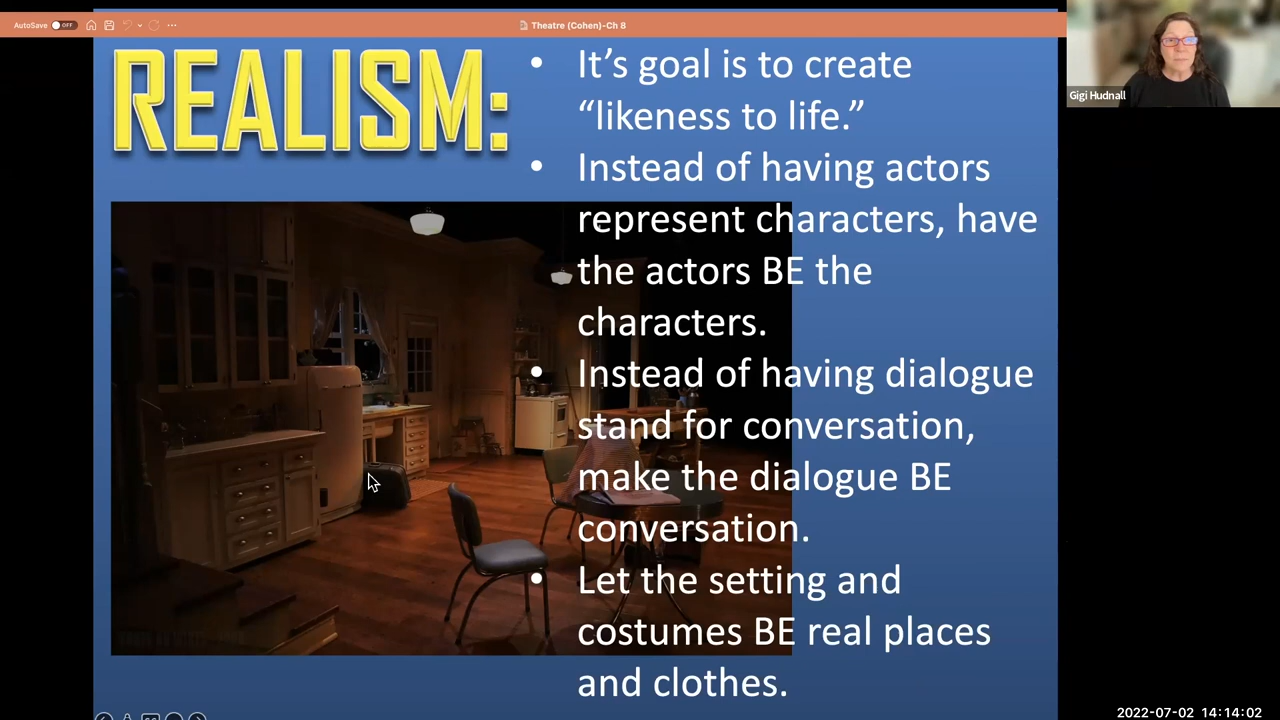 AutoSave OFF
Theatre (Cohen)-Ch 8
REALISM:
• It’s goal is to create
“likeness to life.”
• Instead of having actors
represent characters, have
the actors BE the
characters.
• Instead of having dialogue
stand for conversation,
make the dialogue BE
conversation.
• Let the setting and
costumes BE real places
and clothes.
Gigi Hudnall
2022-07-02 14:14:02